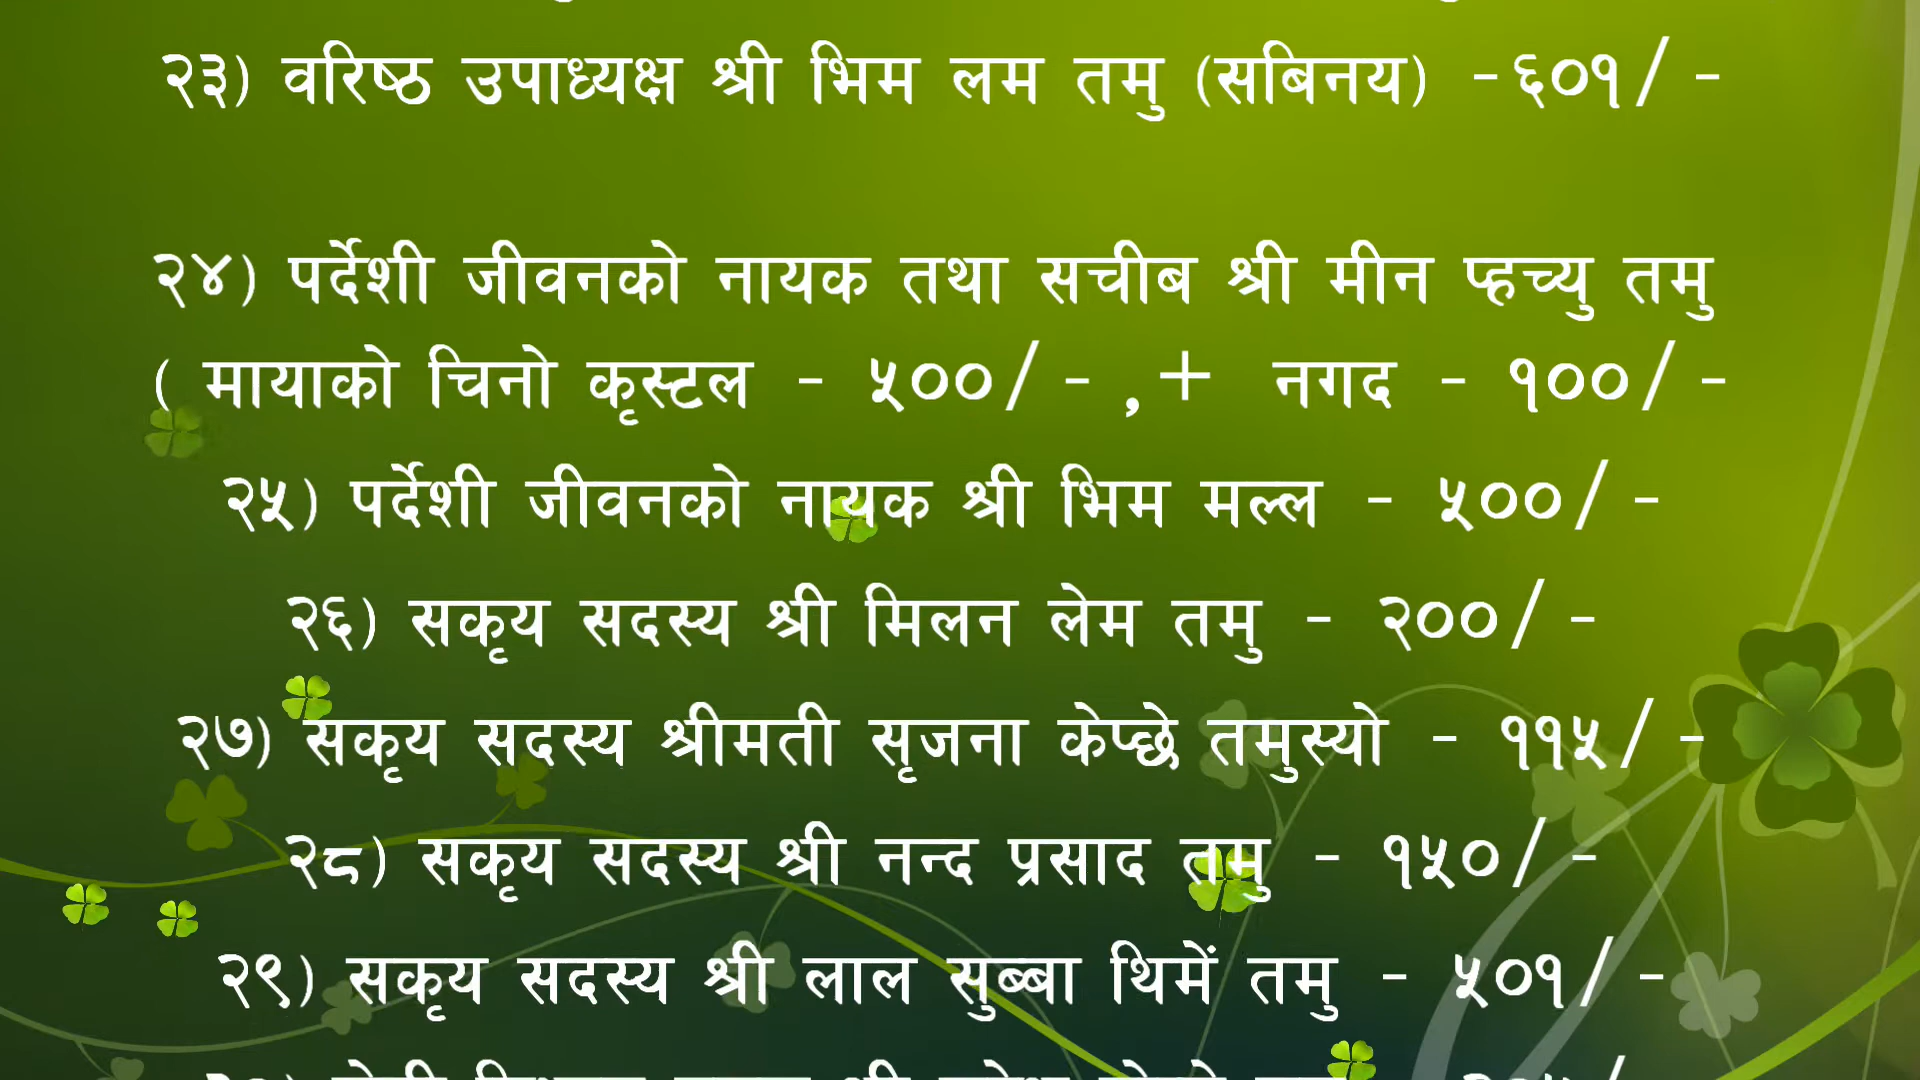 २३) वरिष्ठ उपाध्यक्ष श्री भिम लम तमु (सबिनय) -६०१/ -
२४) पर्देशी जीवनको नायक तथा सचीब श्री मीन प्हच्यु तमु
( मायाको चिनो कृस्टल - ५००/ - ,+ नगद - १००/ -
२५) पर्देशी जीवनको नायक श्री भिम मल्ल - ५००/ -
२६) सकृय सदस्य श्री मिलन लेम तमु - २००/ -
२७) सकृय सदस्य श्रीमती सृजना केप्छे तमुस्यो - ११५/ -
२८) सकृय सदस्य श्री नन्द प्रसाद तमु - १५०/ -
२९) सकृय सदस्य श्री लाल सुब्बा थिमें तमु - ५०१/ -